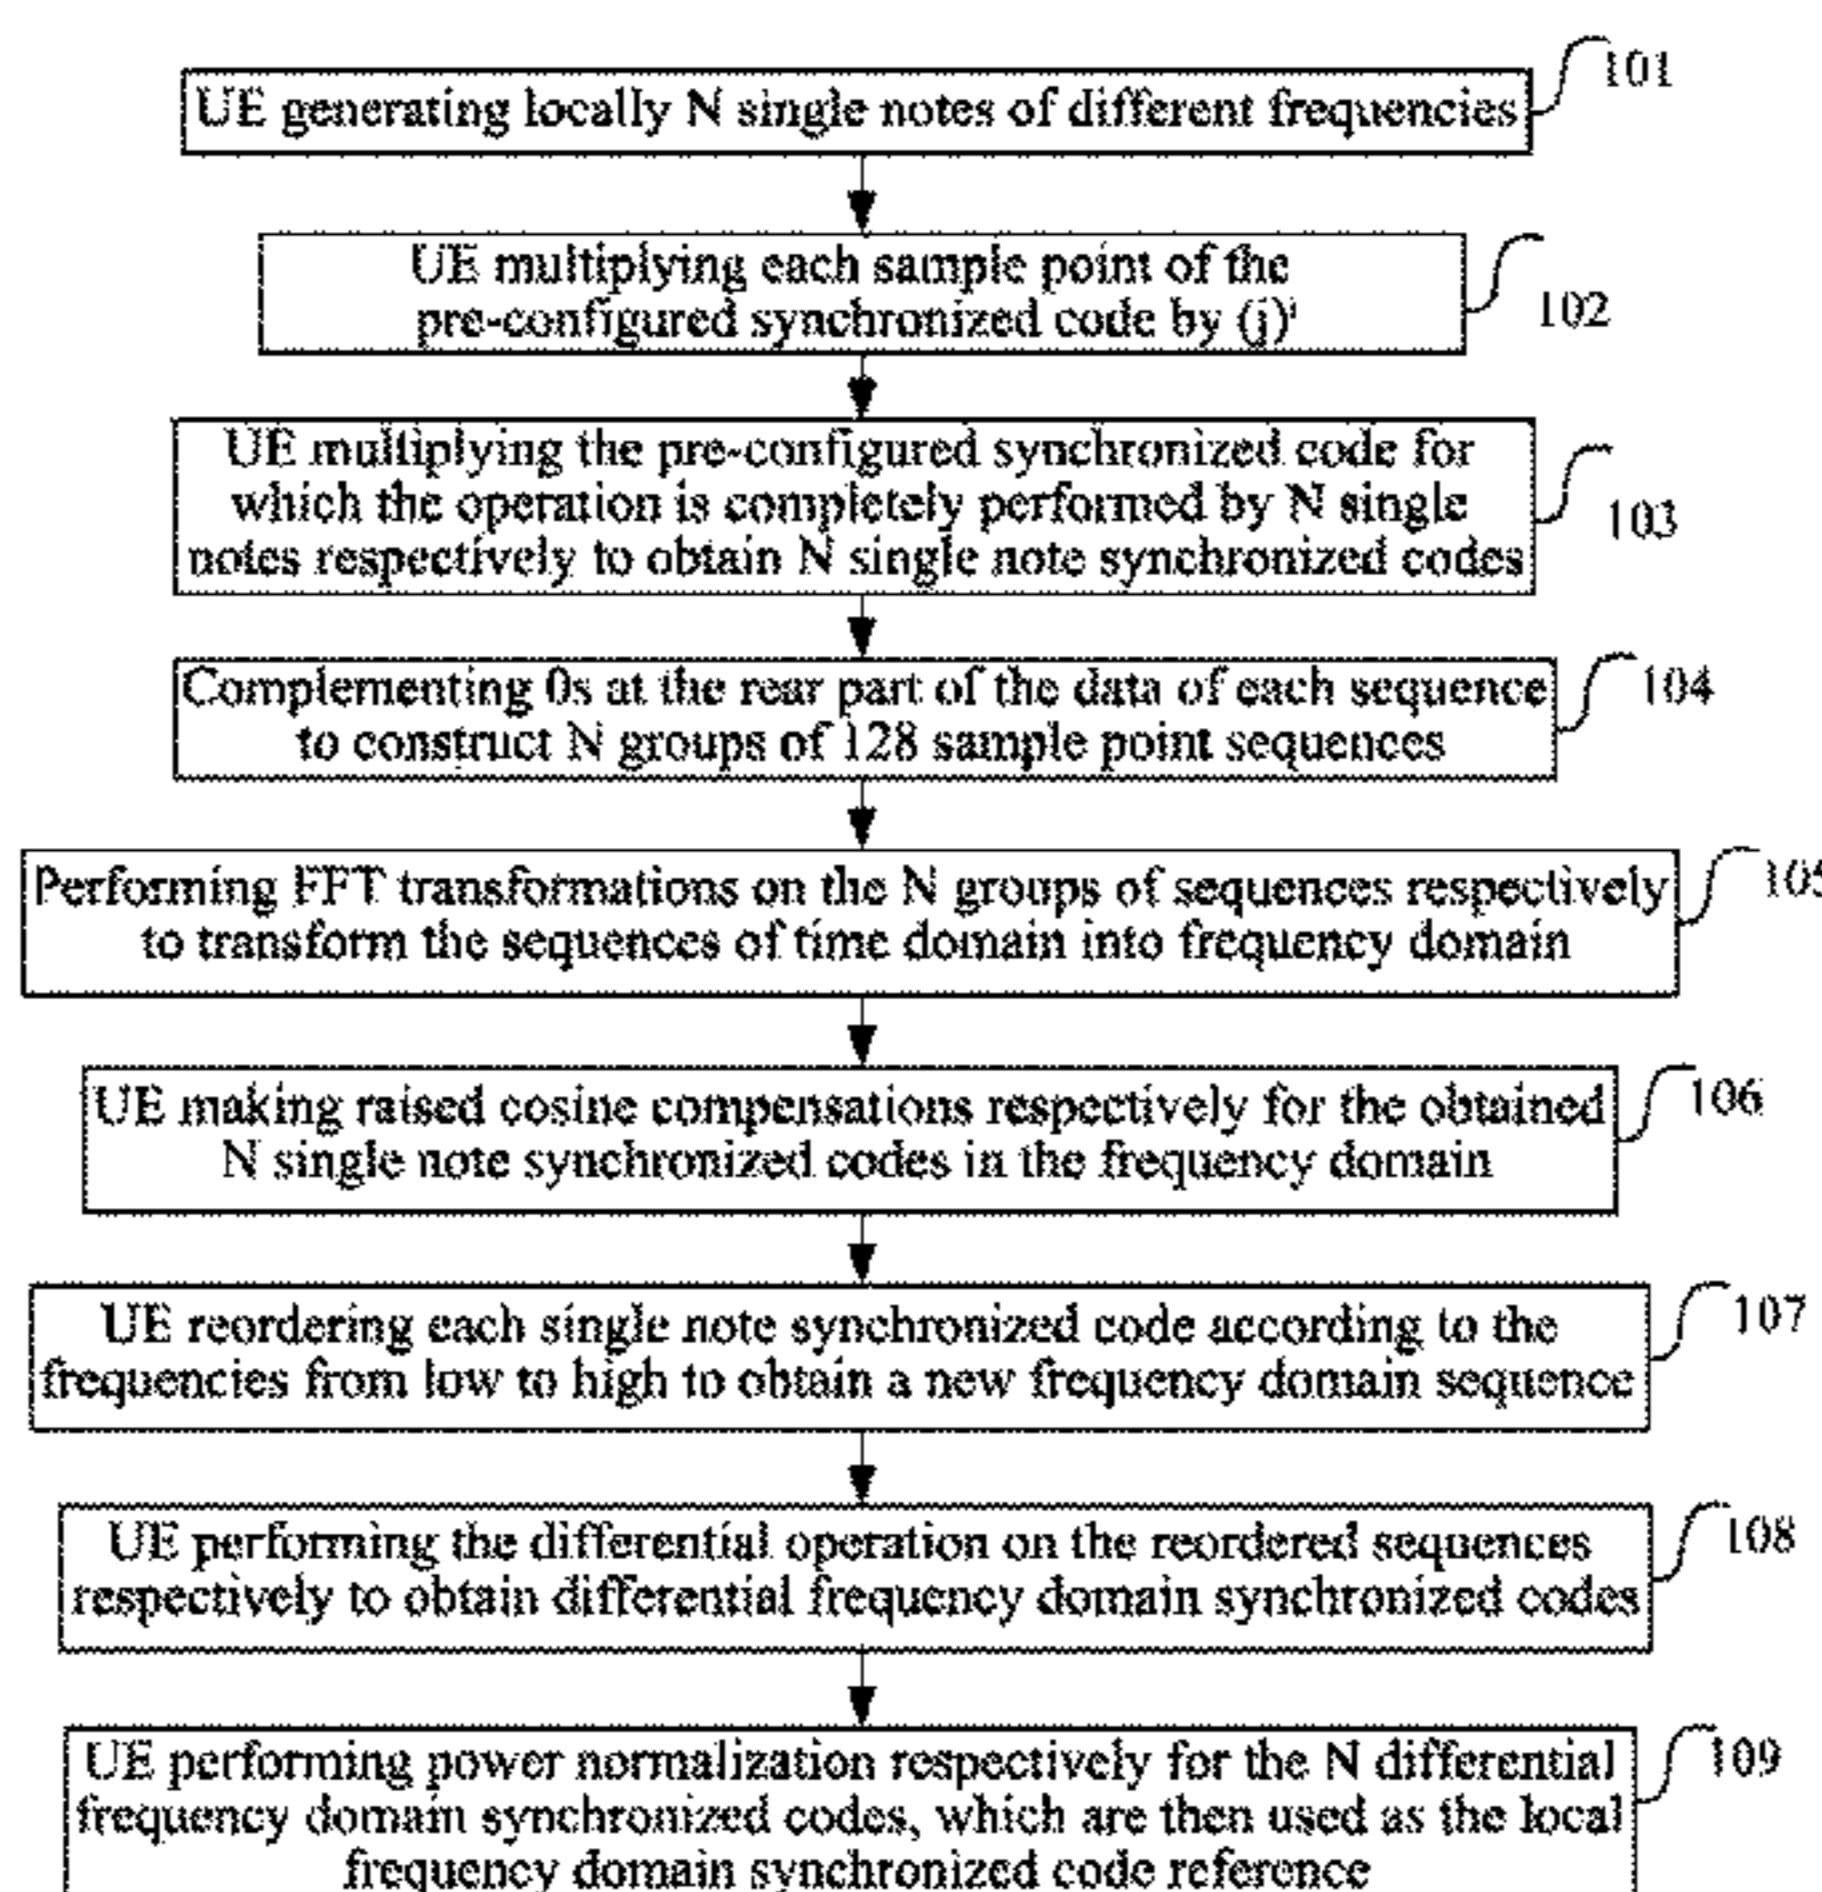 101
UE generating locally N single notes of different frequencies
UE multiplying each sample point of the
pre-configured synchronized code by (j)ⁱ
102
UE multiplying the pre-configured synchronized code for
which the operation is completely performed by N single
notes respectively to obtain N single note synchronized codes
103
Complementing 0s at the rear part of the data of each sequence
to construct N groups of 128 sample point sequences
104
Performing FFT transformations on the N groups of sequences respectively
to transform the sequences of time domain into frequency domain
105
UE making raised cosine compensations respectively for the obtained
N single note synchronized codes in the frequency domain
106
UE reordering each single note synchronized code according to the
frequencies from low to high to obtain a new frequency domain sequence
107
UE performing the differential operation on the reordered sequences
respectively to obtain differential frequency domain synchronized codes
108
UE performing power normalization respectively for the N differential
frequency domain synchronized codes, which are then used as the local
frequency domain synchronized code reference
109